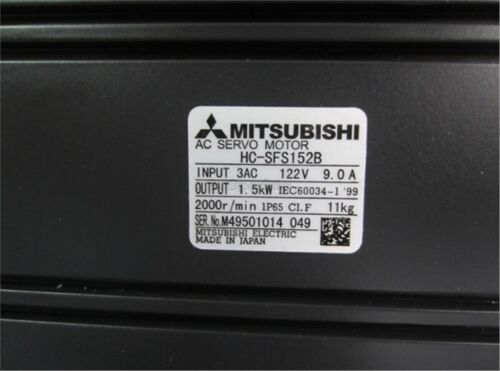 MITSUBISHI
AC SERVO MOTOR
HC-SFS152B
INPUT 3AC 122V 9.0A
OUTPUT 1.5kW IEC60034-1 '99
2000r/min IP65 CI.F 11kg
SER.No.M49501014 049
MITSUBISHI ELECTRIC
MADE IN JAPAN